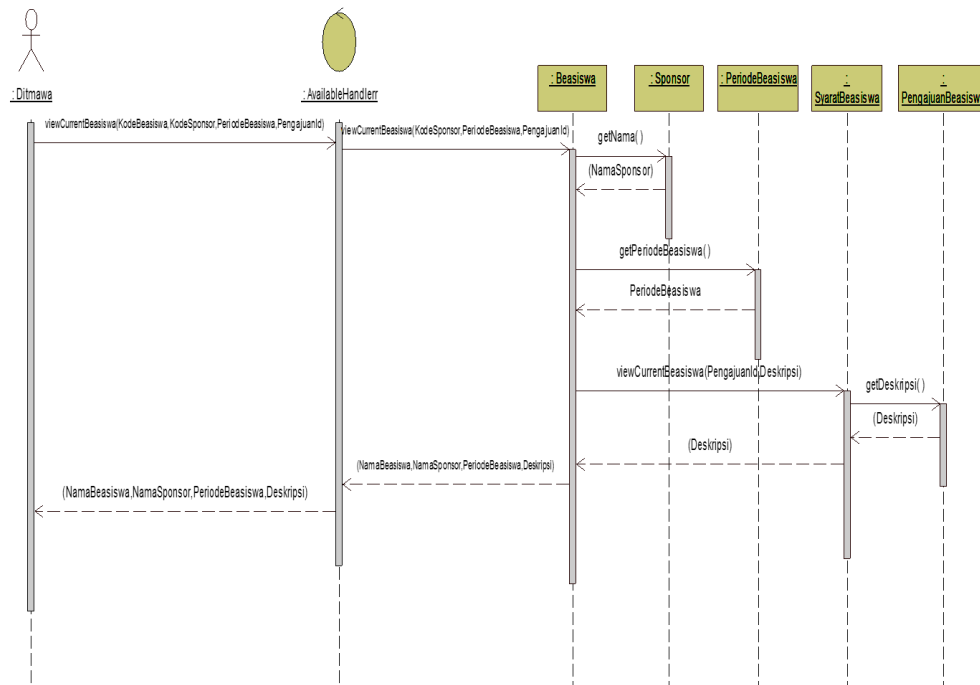 : Ditmawa
: AvailableHandlerr
: Beasiswa
: Sponsor
: PeriodeBeasiswa
:
SyaratBeasiswa
:
PengajuanBeasisw
viewCurrentBeasiswa(KodeBeasiswa,KodeSponsor,PeriodeBeasiswa,PengajuanId)
viewCurrentBeasiswa(KodeSponsor,PeriodeBeasiswa,PengajuanId)
getNama( )
(NamaSponsor)
getPeriodeBeasiswa( )
PeriodeBeasiswa
viewCurrentBeasiswa(PengajuanId,Deskripsi)
getDeskripsi( )
(Deskripsi)
(Deskripsi)
(NamaBeasiswa,NamaSponsor,PeriodeBeasiswa,Deskripsi)
(NamaBeasiswa,NamaSponsor,PeriodeBeasiswa,Deskripsi)